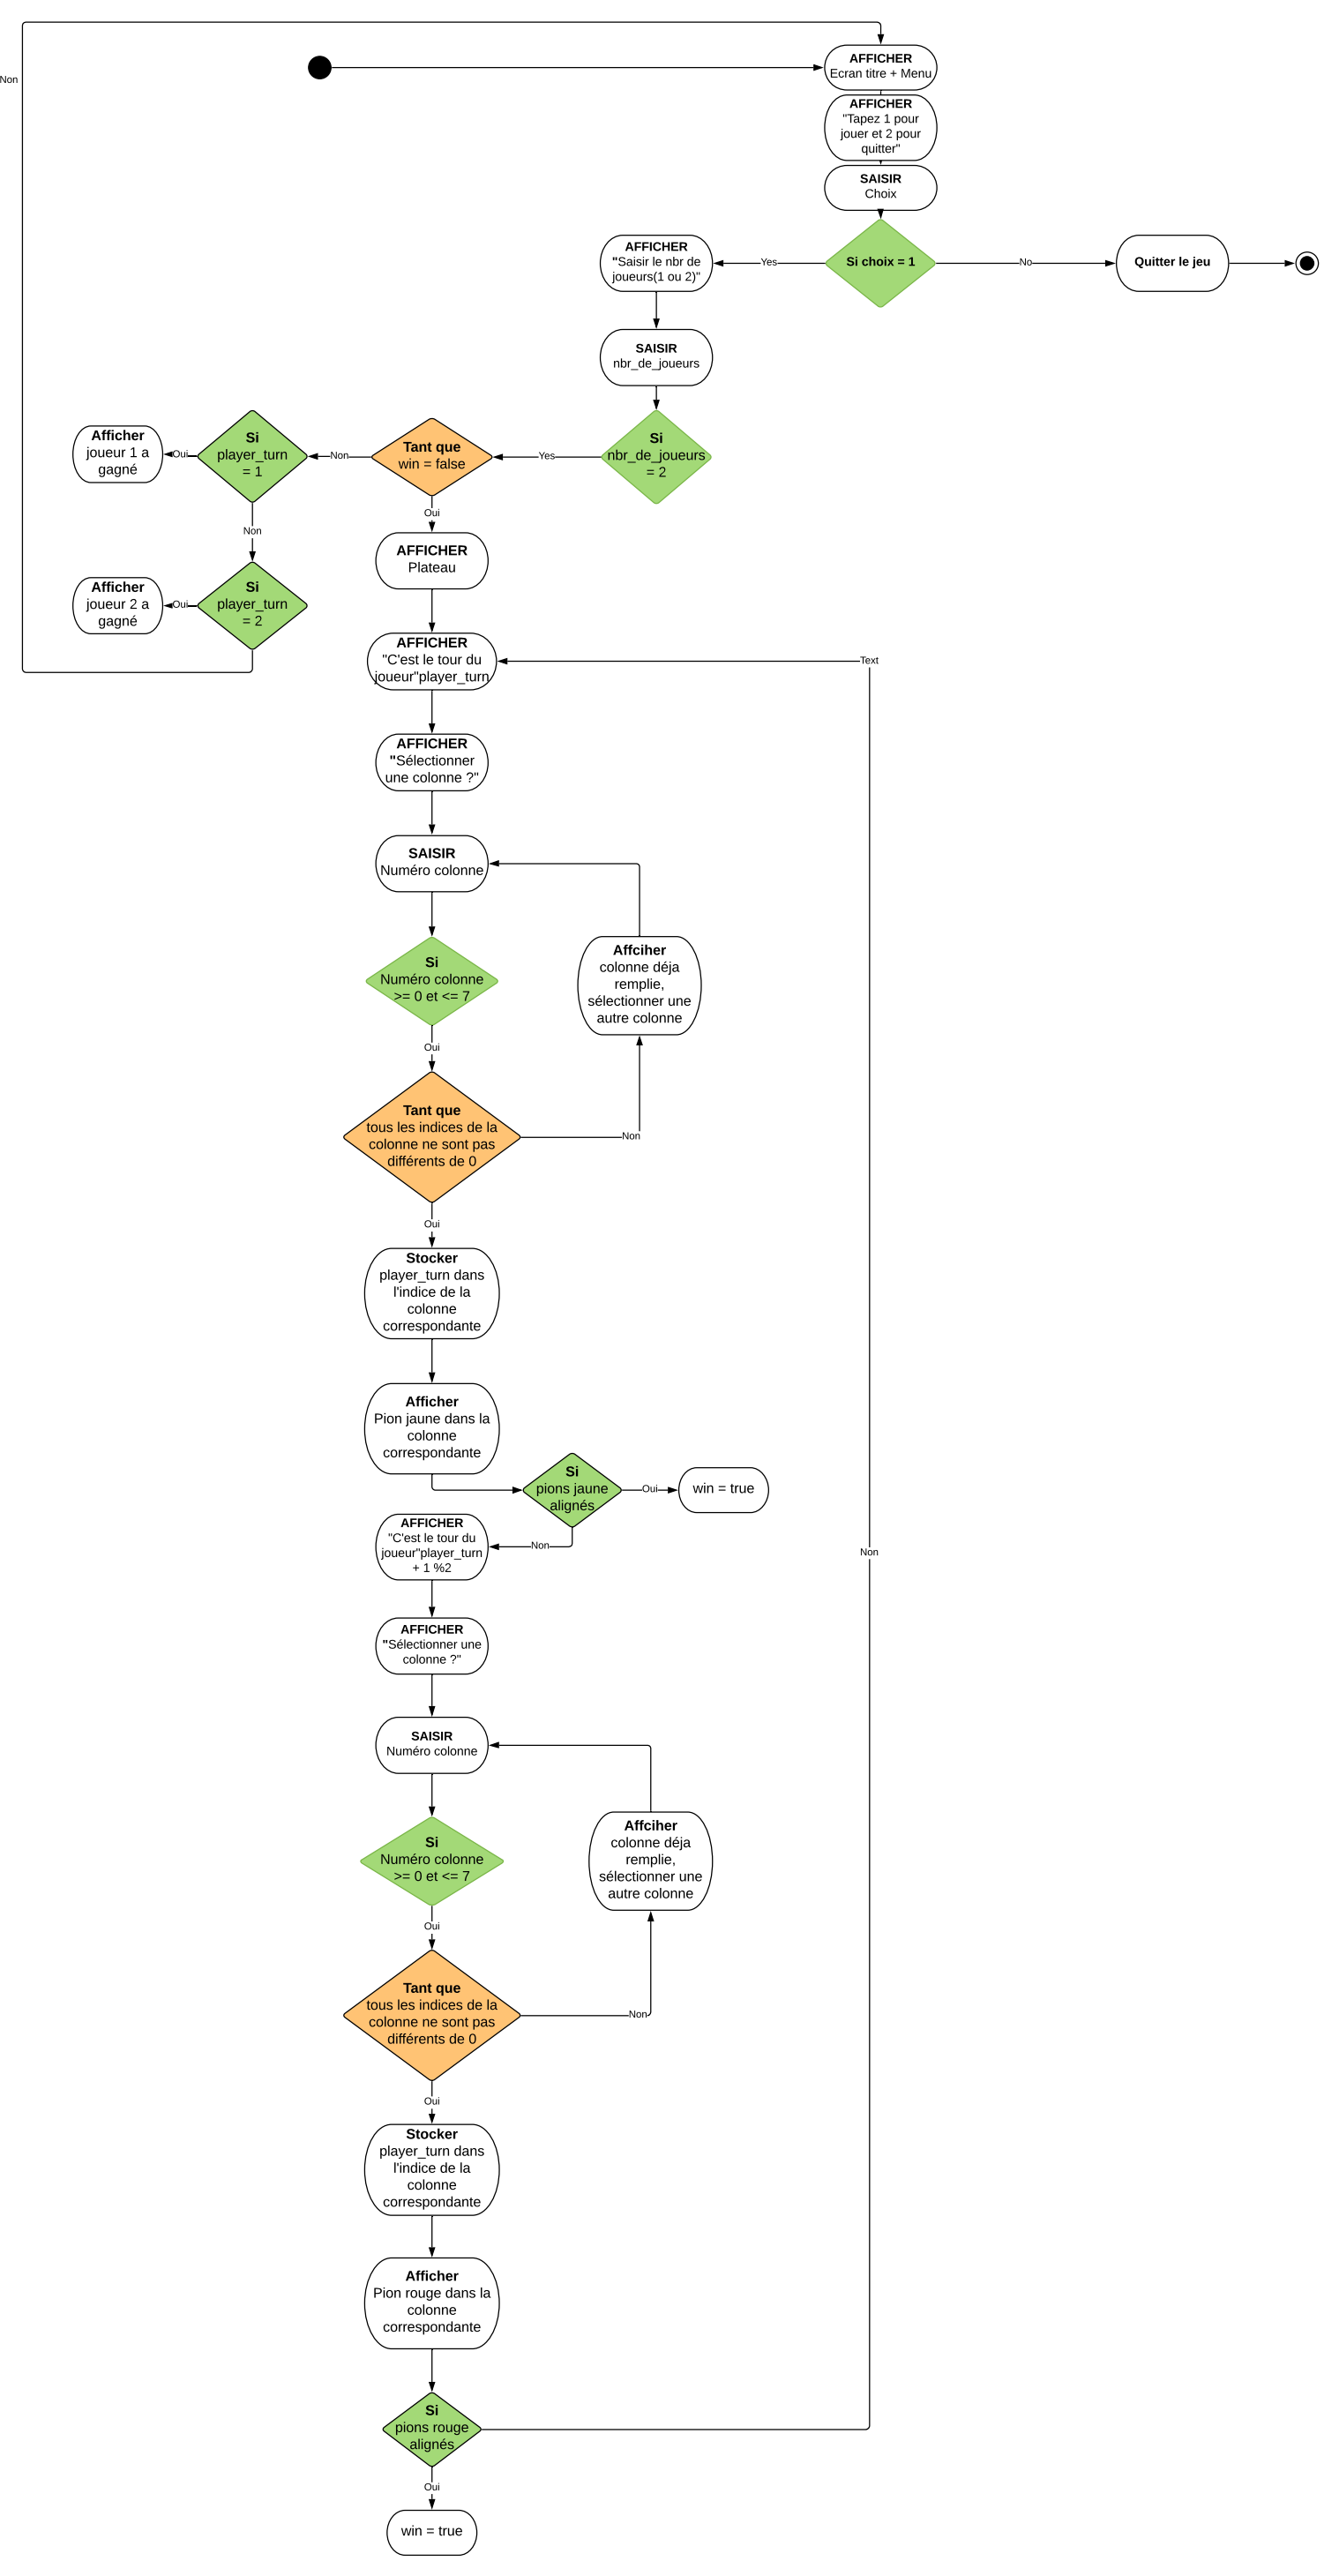 Non
AFFICHER
Ecran titre + Menu
AFFICHER
"Tapez 1 pour
jouer et 2 pour
quitter"
SAISIR
Choix
Si choix = 1
Yes
No
Quitter le jeu
AFFICHER
"Saisir le nbr de
joueurs(1 ou 2)"
SAISIR
nbr_de_joueurs
Si
nbr_de_joueurs
= 2
Yes
Tant que
win = false
Non
Si
player_turn
= 1
Oui
Afficher
joueur 1 a
gagné
Non
Si
player_turn
= 2
Oui
Afficher
joueur 2 a
gagné
Oui
AFFICHER
Plateau
AFFICHER
"C'est le tour du
joueur"player_turn
Text
AFFICHER
"Sélectionner
une colonne ?"
SAISIR
Numéro colonne
Si
Numéro colonne
>= 0 et <= 7
Affciher
colonne déja
remplie,
sélectionner une
autre colonne
Oui
Tant que
tous les indices de la
colonne ne sont pas
différents de 0
Non
Oui
Stocker
player_turn dans
l'indice de la
colonne
correspondante
Afficher
Pion jaune dans la
colonne
correspondante
Si
pions jaune
alignés
Oui
win = true
Non
AFFICHER
"C'est le tour du
joueur"player_turn
+ 1 %2
Non
AFFICHER
"Sélectionner une
colonne ?"
SAISIR
Numéro colonne
Si
Numéro colonne
>= 0 et <= 7
Affciher
colonne déja
remplie,
sélectionner une
autre colonne
Oui
Tant que
tous les indices de la
colonne ne sont pas
différents de 0
Non
Oui
Stocker
player_turn dans
l'indice de la
colonne
correspondante
Afficher
Pion rouge dans la
colonne
correspondante
Si
pions rouge
alignés
Oui
win = true